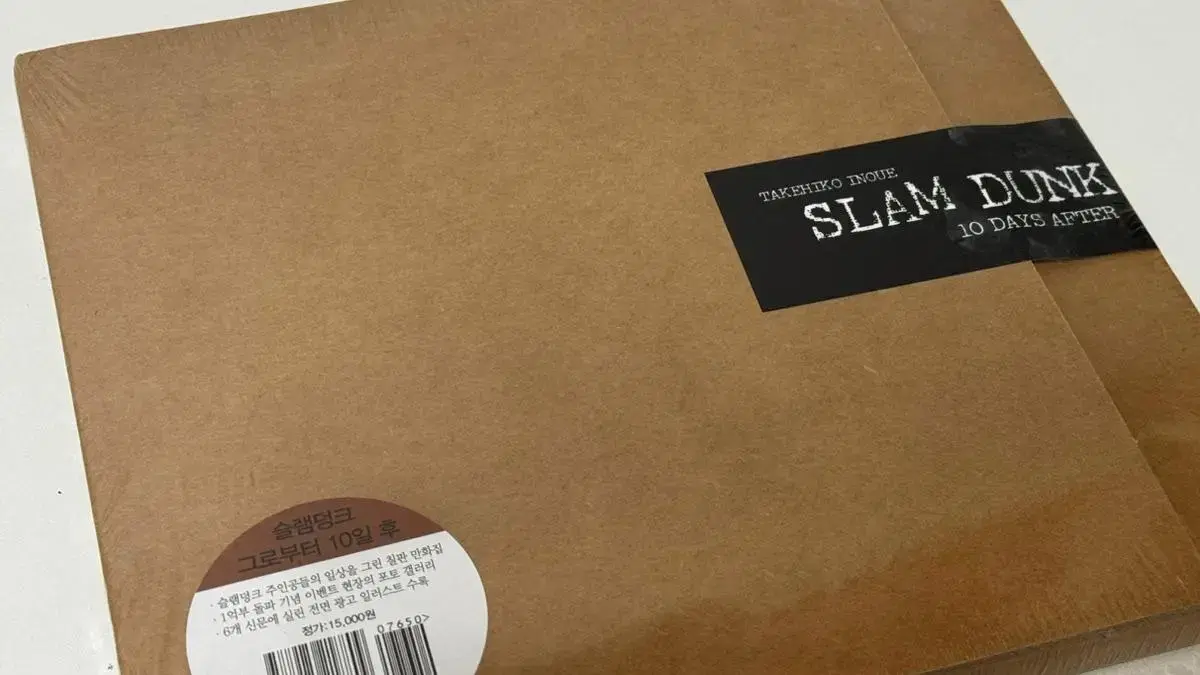 TAKEHIKO INOUE
SLAM DUNK
10 DAYS AFTER
슬램덩크
그로부터 10일 후
· 슬램덩크 주인공들의 일상을 그린 칠판 만화집
· 1억부 돌파 기념 이벤트 현장의 포토 갤러리
· 6개 신문에 실린 전면 광고 일러스트 수록
정가:15,000원
07650>